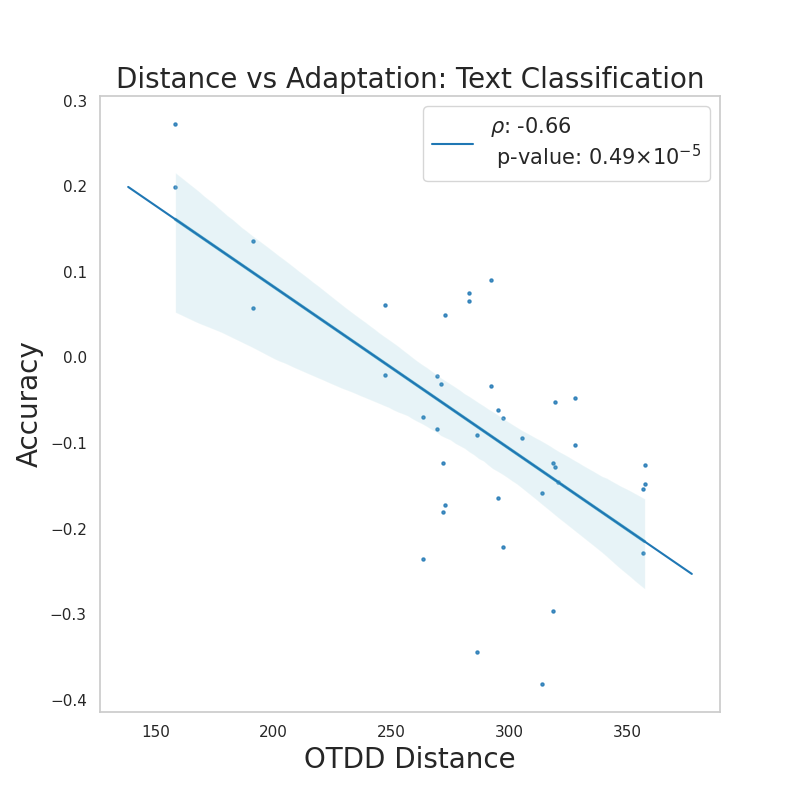 Distance vs Adaptation: Text Classification
ρ: -0.66
p-value: 0.49×10⁻⁵
0.3
0.2
0.1
0.0
−0.1
−0.2
−0.3
−0.4
Accuracy
150 200 250 300 350
OTDD Distance